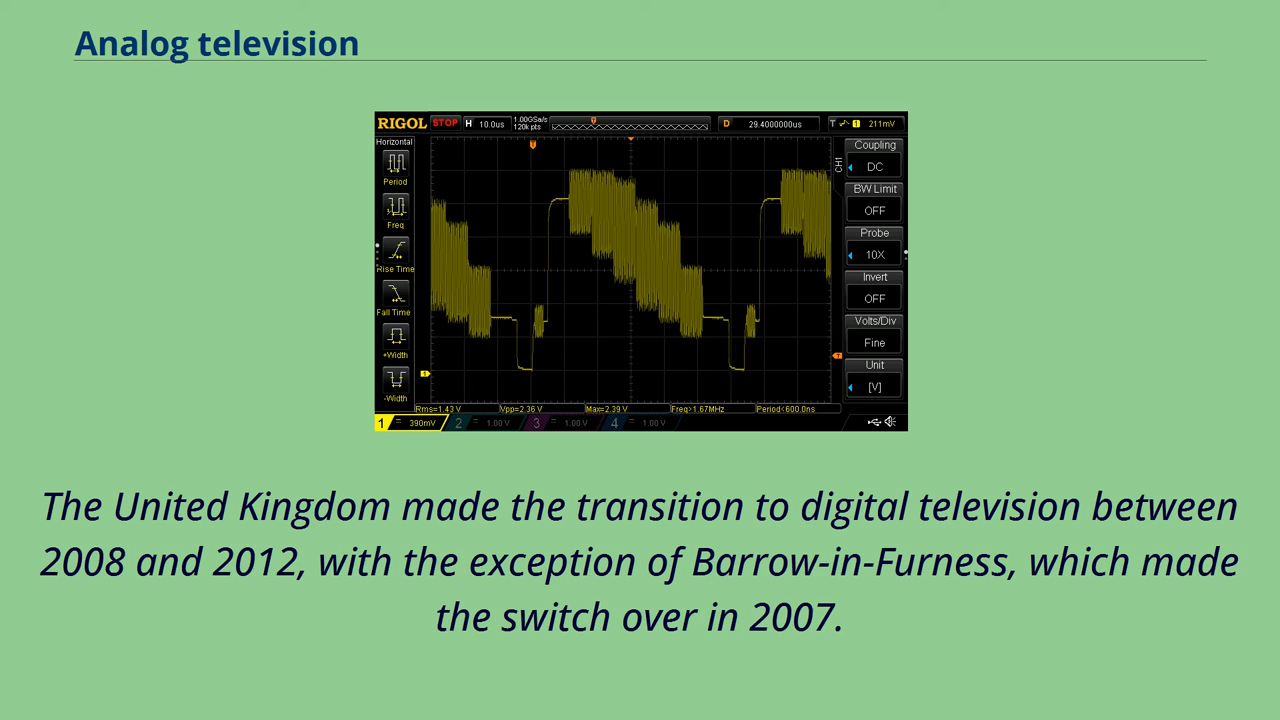 Analog television
RIGOL STOP H 10.0us 1.00GSa/s 120k pts D 29.4000000us T 1 211mV
Horizontal
Period
Freq
Rise Time
Fall Time
+Width
-Width
CH1
Coupling
DC
BW Limit
OFF
Probe
10X
Invert
OFF
Volts/Div
Fine
Unit
[V]
Rms=1.43 V Vpp=2.36 V Max=2.39 V Freq>1.67MHz Period<600.0ns
1 = 390mV 2 = 1.00 V 3 = 1.00 V 4 = 1.00 V
The United Kingdom made the transition to digital television between
2008 and 2012, with the exception of Barrow-in-Furness, which made
the switch over in 2007.